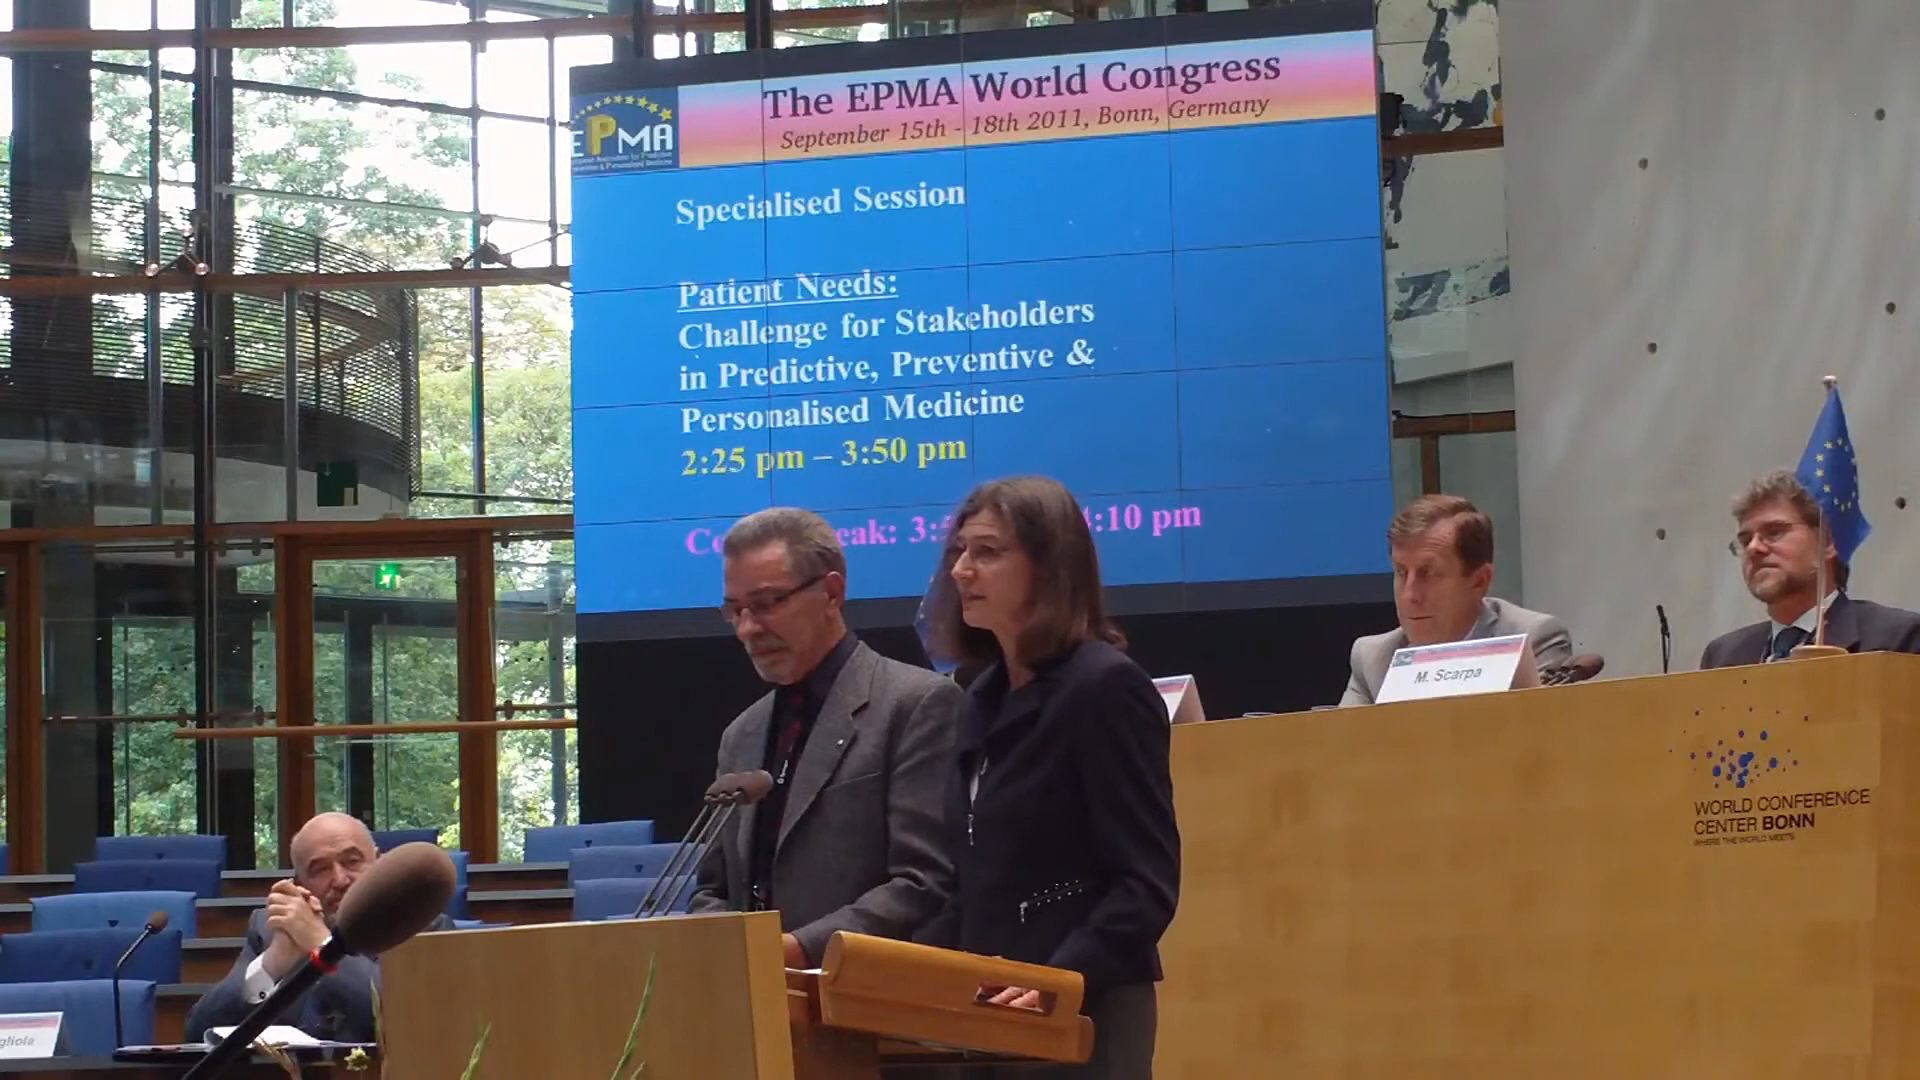 The EPMA World Congress
September 15th - 18th 2011, Bonn, Germany
EPMA
Specialised Session
Patient Needs:
Challenge for Stakeholders
in Predictive, Preventive &
Personalised Medicine
2:25 pm – 3:50 pm
:10 pm
M. Scarpa
WORLD CONFERENCE
CENTER BONN
WHERE THE WORLD MEETS